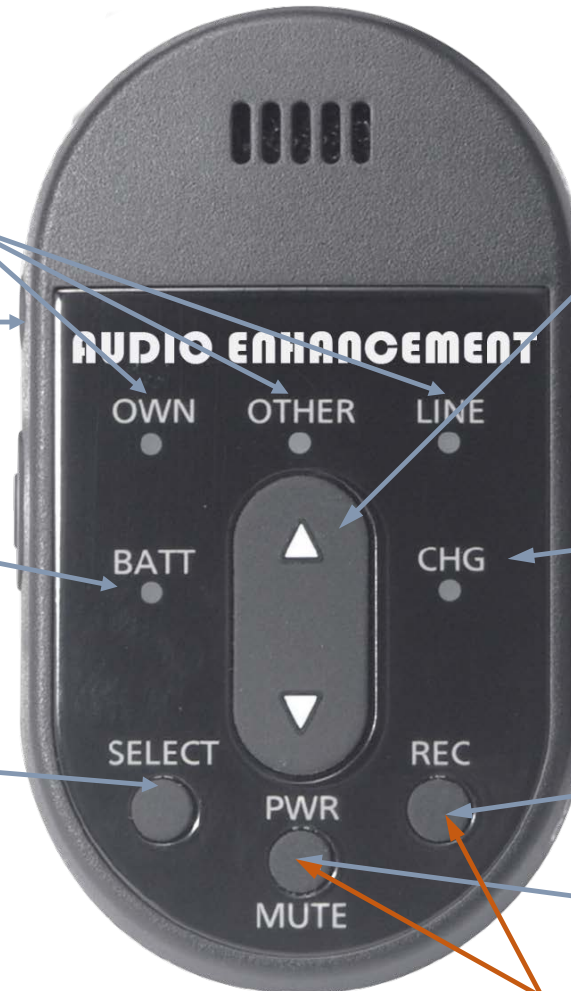 AUDIO ENHANCEMENT
OWN OTHER LINE
BATT CHG
SELECT REC
PWR
MUTE